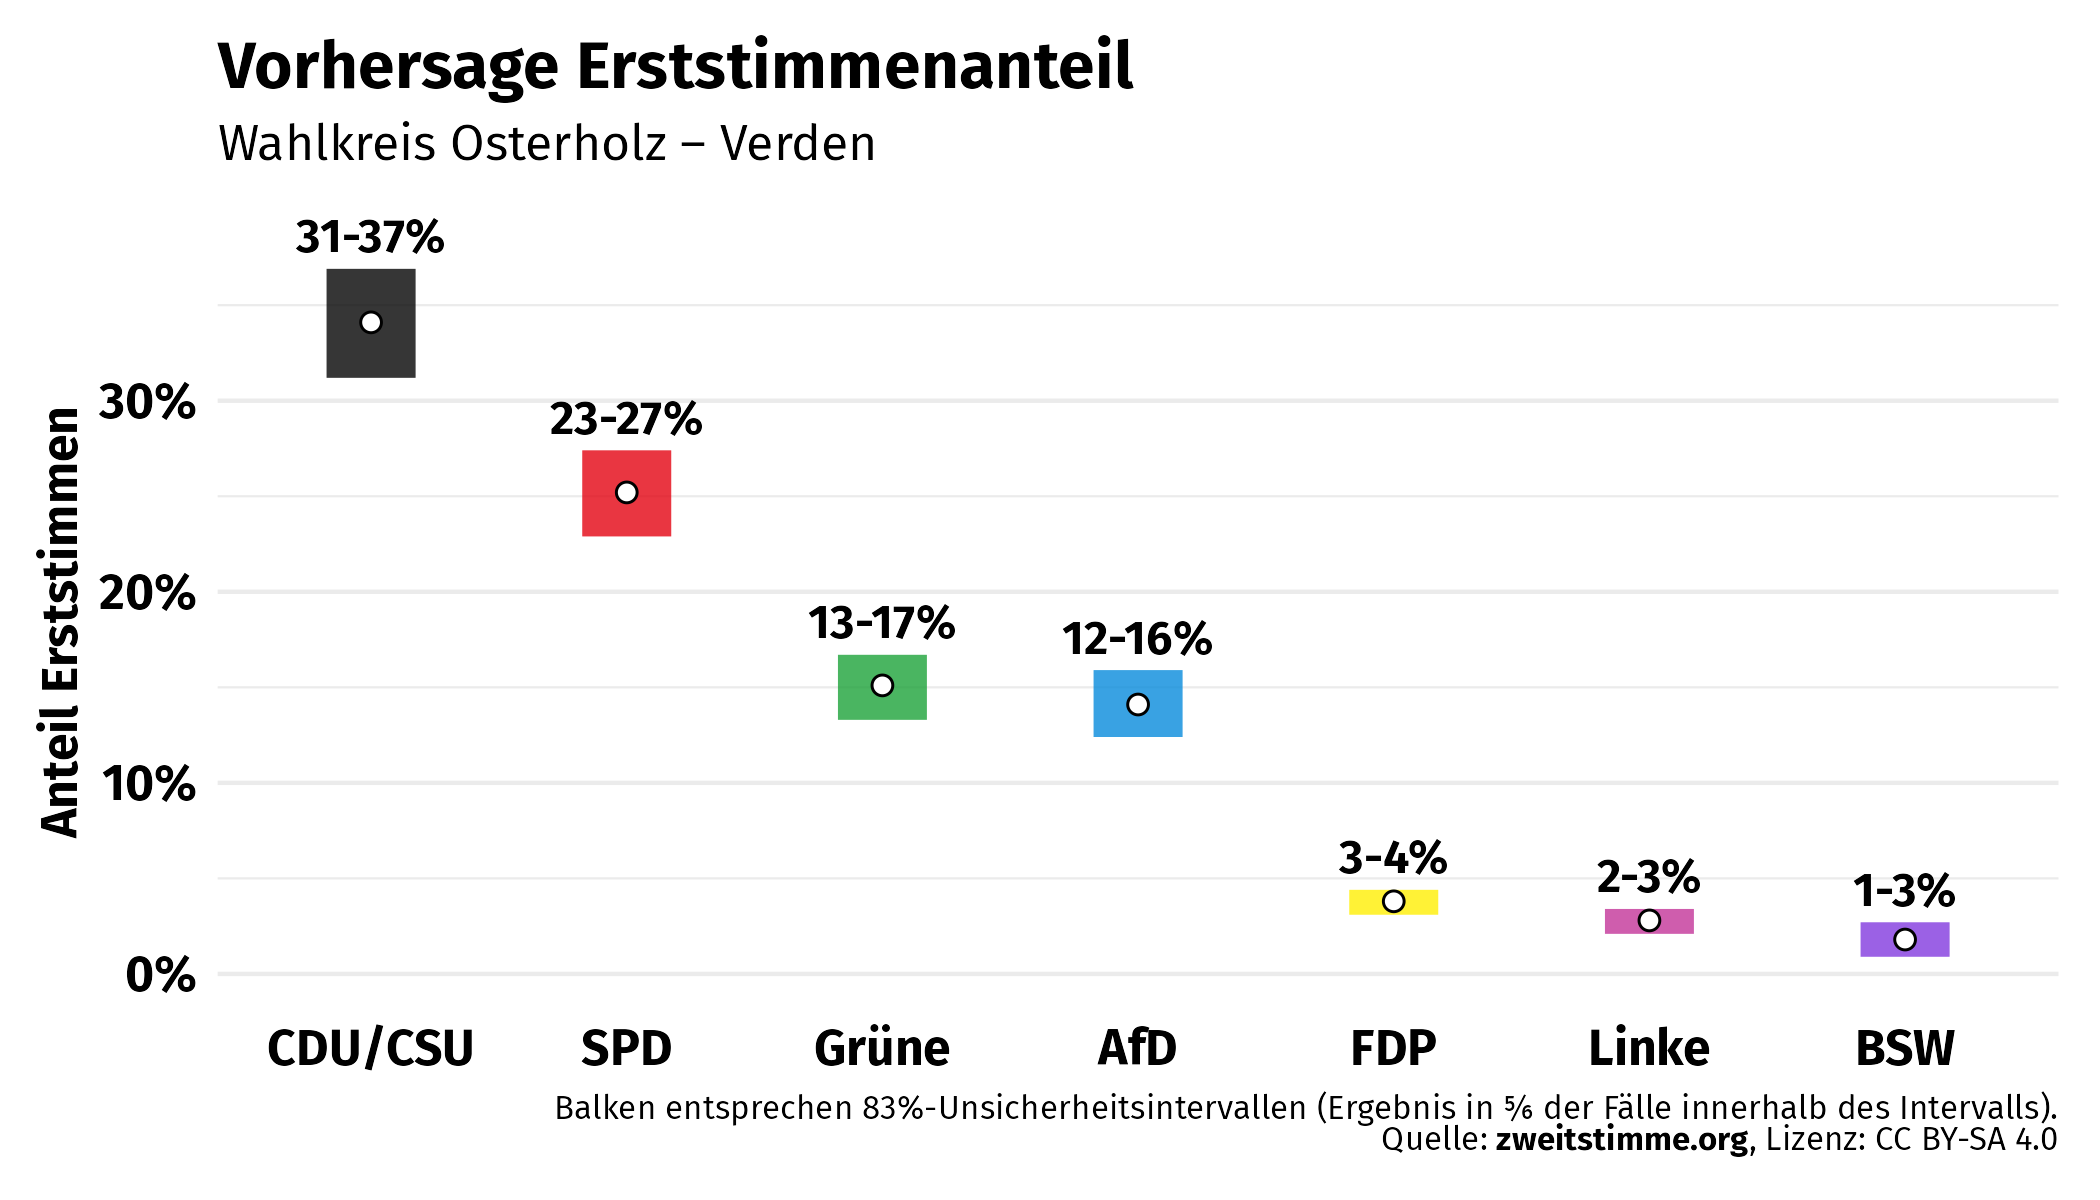 Vorhersage Erststimmenanteil
Wahlkreis Osterholz – Verden
Anteil Erststimmen
30%
20%
10%
0%
31-37%
23-27%
13-17%
12-16%
3-4%
2-3%
1-3%
CDU/CSU SPD Grüne AfD FDP Linke BSW
Balken entsprechen 83%-Unsicherheitsintervallen (Ergebnis in ⅚ der Fälle innerhalb des Intervalls).
Quelle: zweitstimme.org, Lizenz: CC BY-SA 4.0